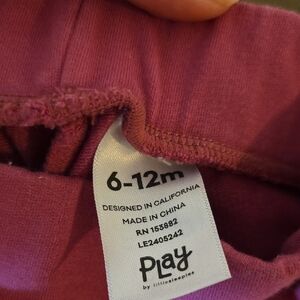 6-12m
DESIGNED IN CALIFORNIA
MADE IN CHINA
RN 153882
LE2405242
PLay
by littlesleepies